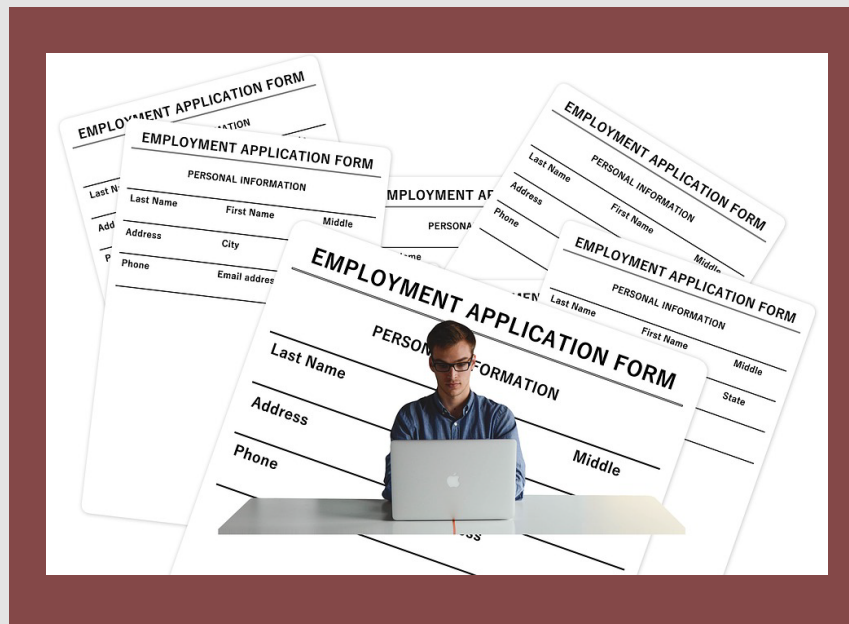 EMPLOYMENT APPLICATION FORM
PERSONAL INFORMATION
Last Name First Name Middle
Address City
Phone
EMPLOYMENT APPLICATION FORM
Last
EMPLOYMENT APPLICATION FORM
PERSONAL INFORMATION
Last Name First Name Middle
Address
Phone
EMPLOYMENT APPLICATION FORM
PERSONAL INFORMATION
Last Name First Name Middle
State
EMPLOYMENT APPLICATION FORM
Last Name
Address Middle
Phone